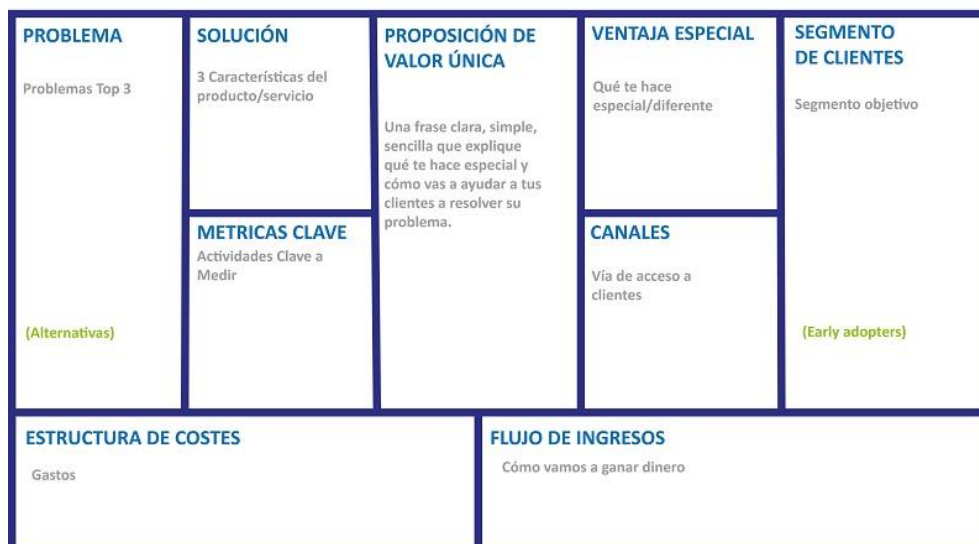 PROBLEMA
Problemas Top 3
(Alternativas)
SOLUCIÓN
3 Características del
producto/servicio
METRICAS CLAVE
Actividades Clave a
Medir
PROPOSICIÓN DE
VALOR ÚNICA
Una frase clara, simple,
sencilla que explique
qué te hace especial y
cómo vas a ayudar a tus
clientes a resolver su
problema.
VENTAJA ESPECIAL
Qué te hace
especial/diferente
CANALES
Vía de acceso a
clientes
SEGMENTO
DE CLIENTES
Segmento objetivo
(Early adopters)
ESTRUCTURA DE COSTES
Gastos
FLUJO DE INGRESOS
Cómo vamos a ganar dinero